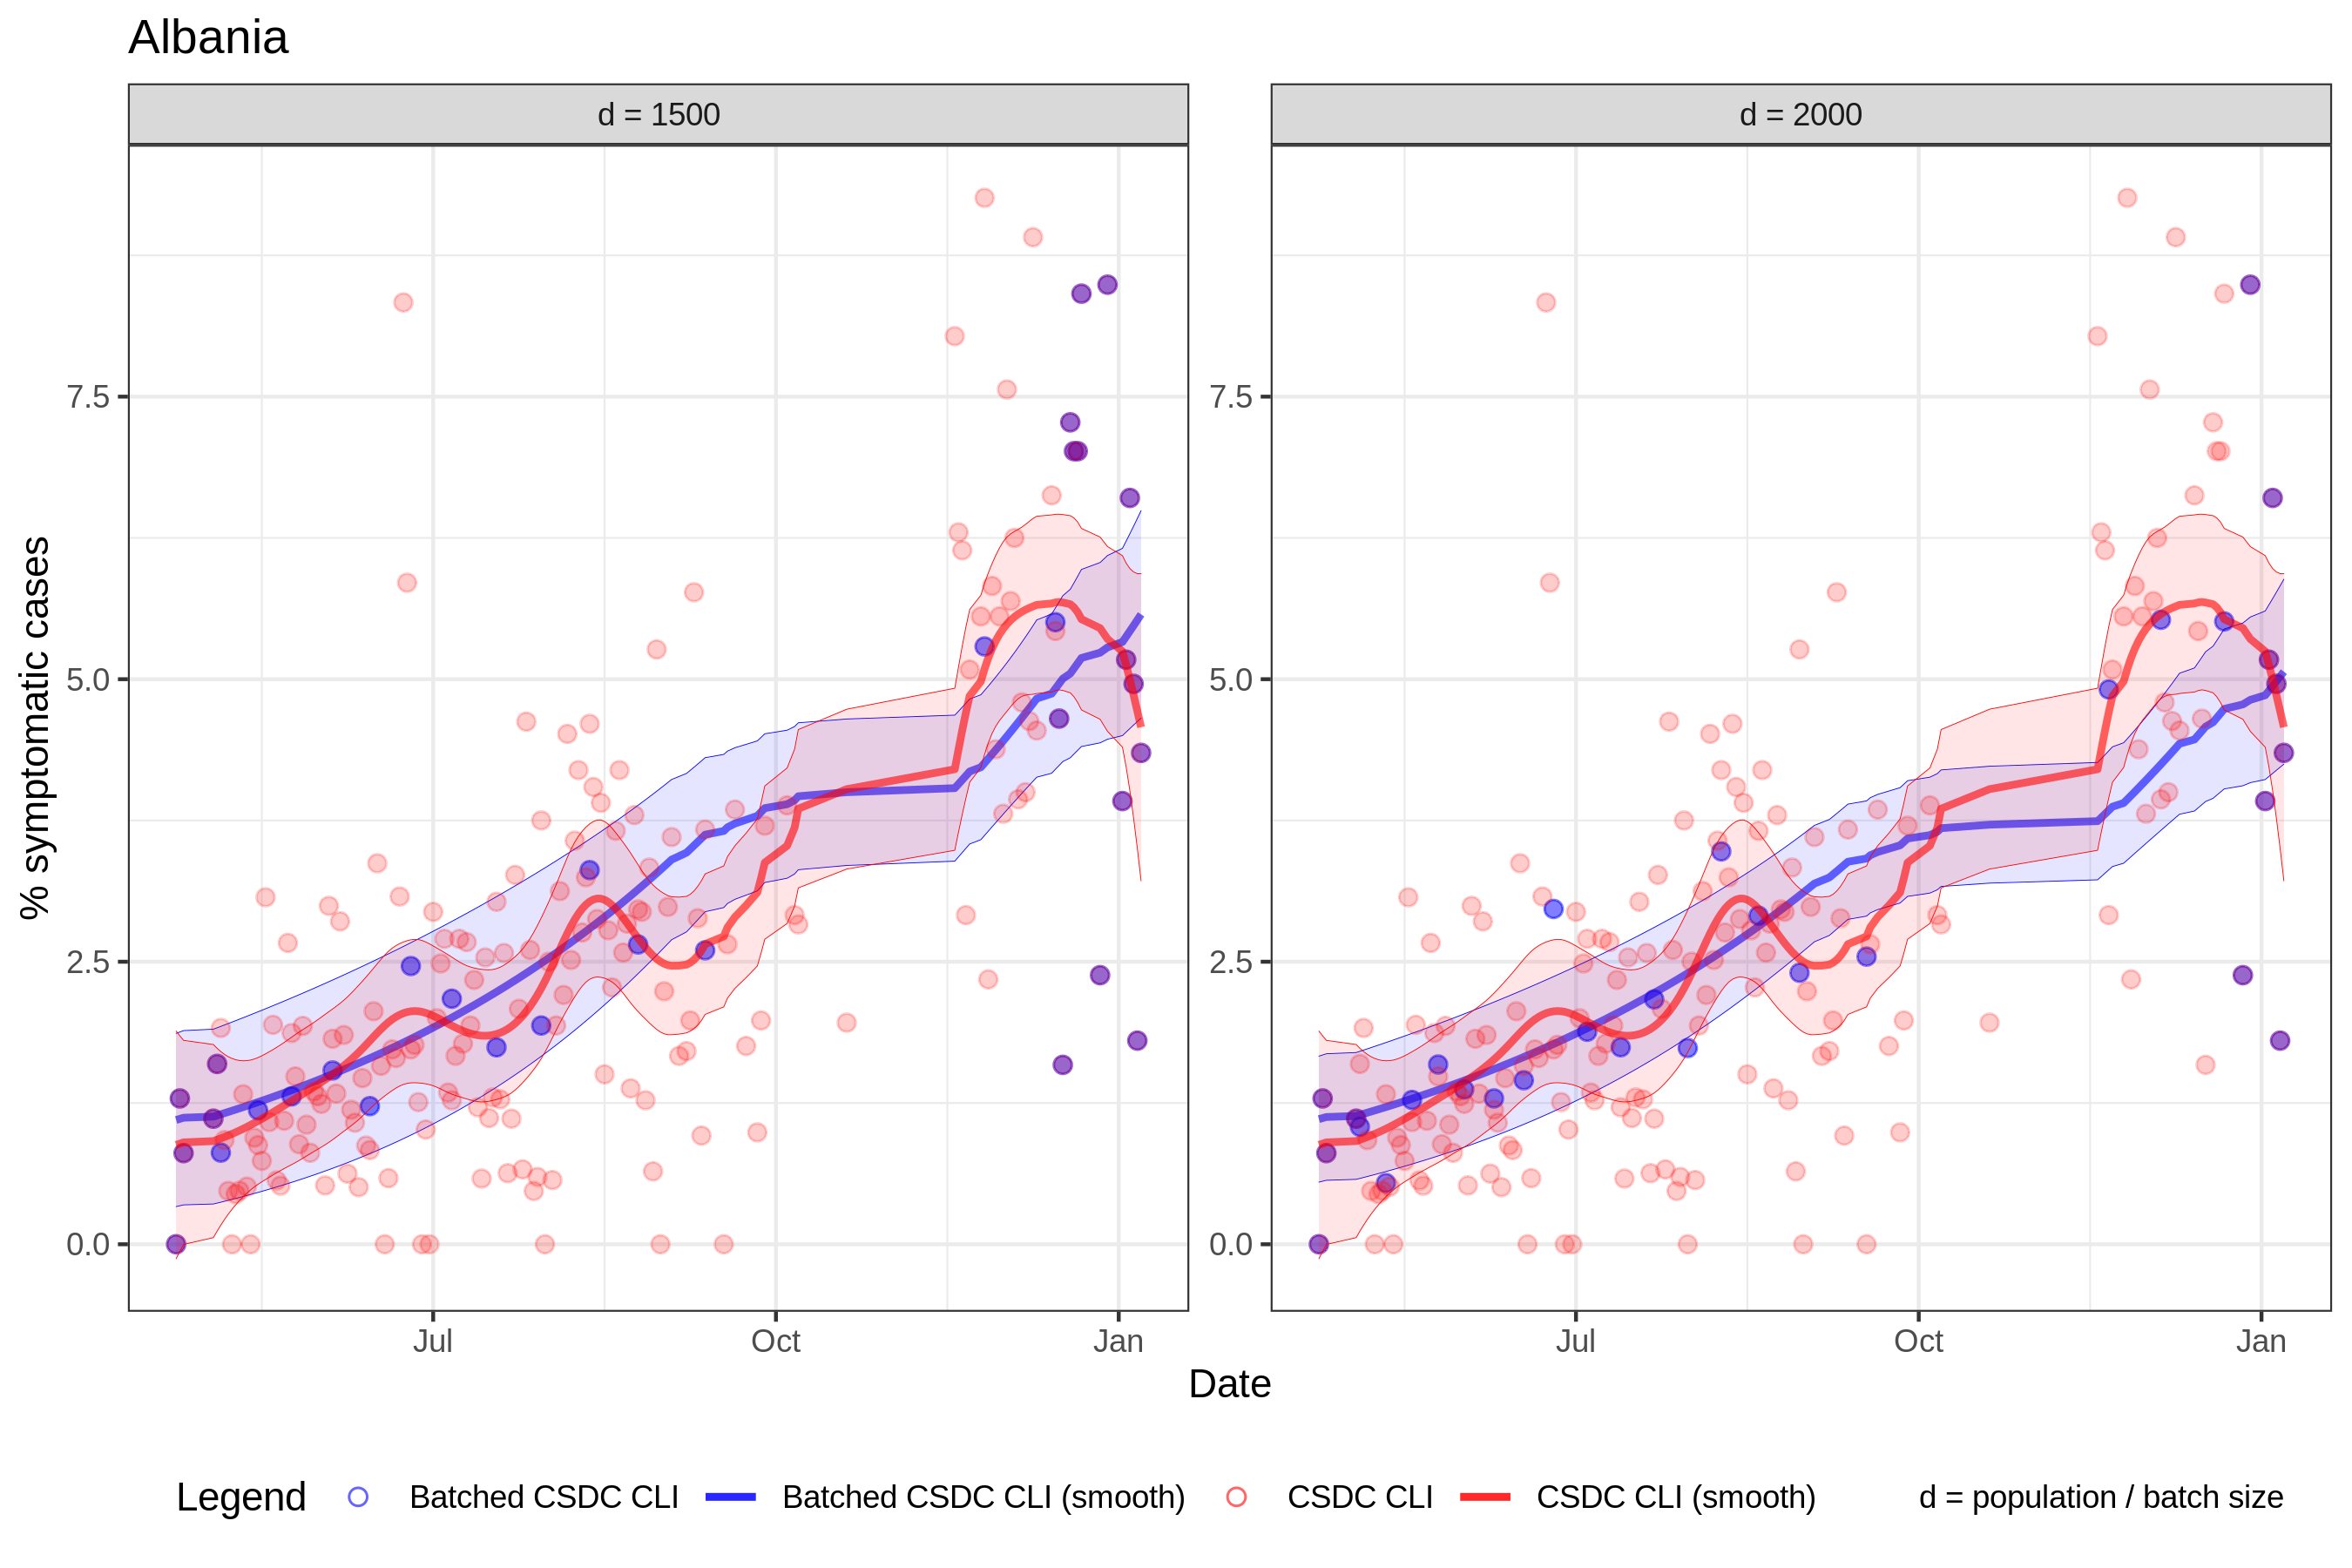 Albania
d = 1500
d = 2000
% symptomatic cases
7.5
5.0
2.5
0.0
7.5
5.0
2.5
0.0
Jul
Oct
Jan
Jul
Oct
Jan
Date
Legend
Batched CSDC CLI
Batched CSDC CLI (smooth)
CSDC CLI
CSDC CLI (smooth)
d = population / batch size